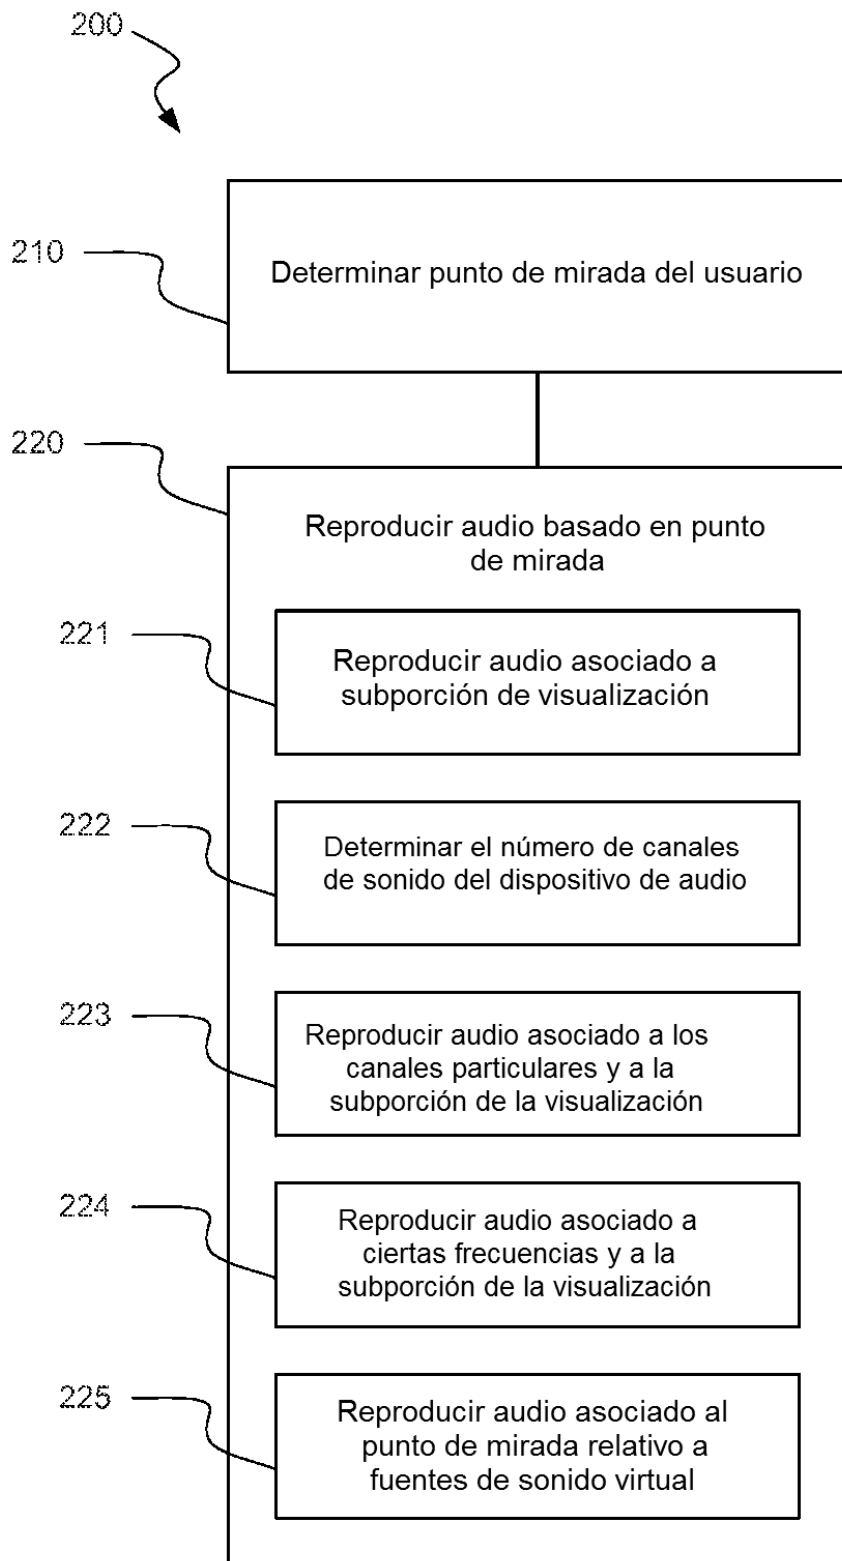 200
210
Determinar punto de mirada del usuario
220
Reproducir audio basado en punto
de mirada
221
Reproducir audio asociado a
subporción de visualización
222
Determinar el número de canales
de sonido del dispositivo de audio
223
Reproducir audio asociado a los
canales particulares y a la
subporción de la visualización
224
Reproducir audio asociado a
ciertas frecuencias y a la
subporción de la visualización
225
Reproducir audio asociado al
punto de mirada relativo a
fuentes de sonido virtual